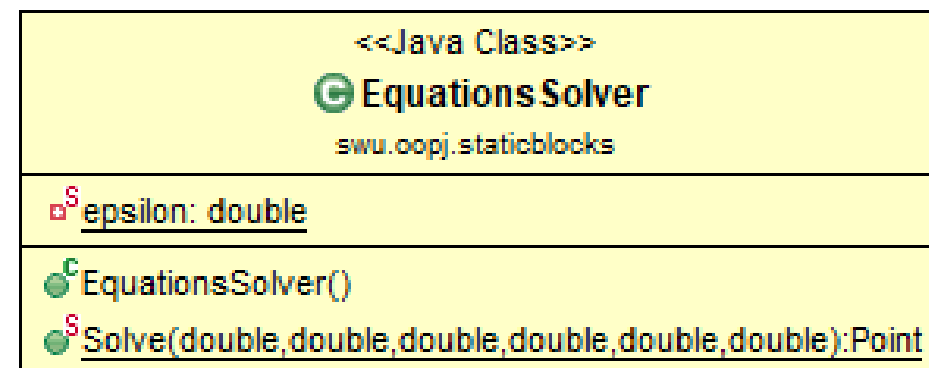 <<Java Class>>
C EquationsSolver
swu.oopj.staticblocks
S epsilon: double
C EquationsSolver()
S Solve(double,double,double,double,double,double):Point